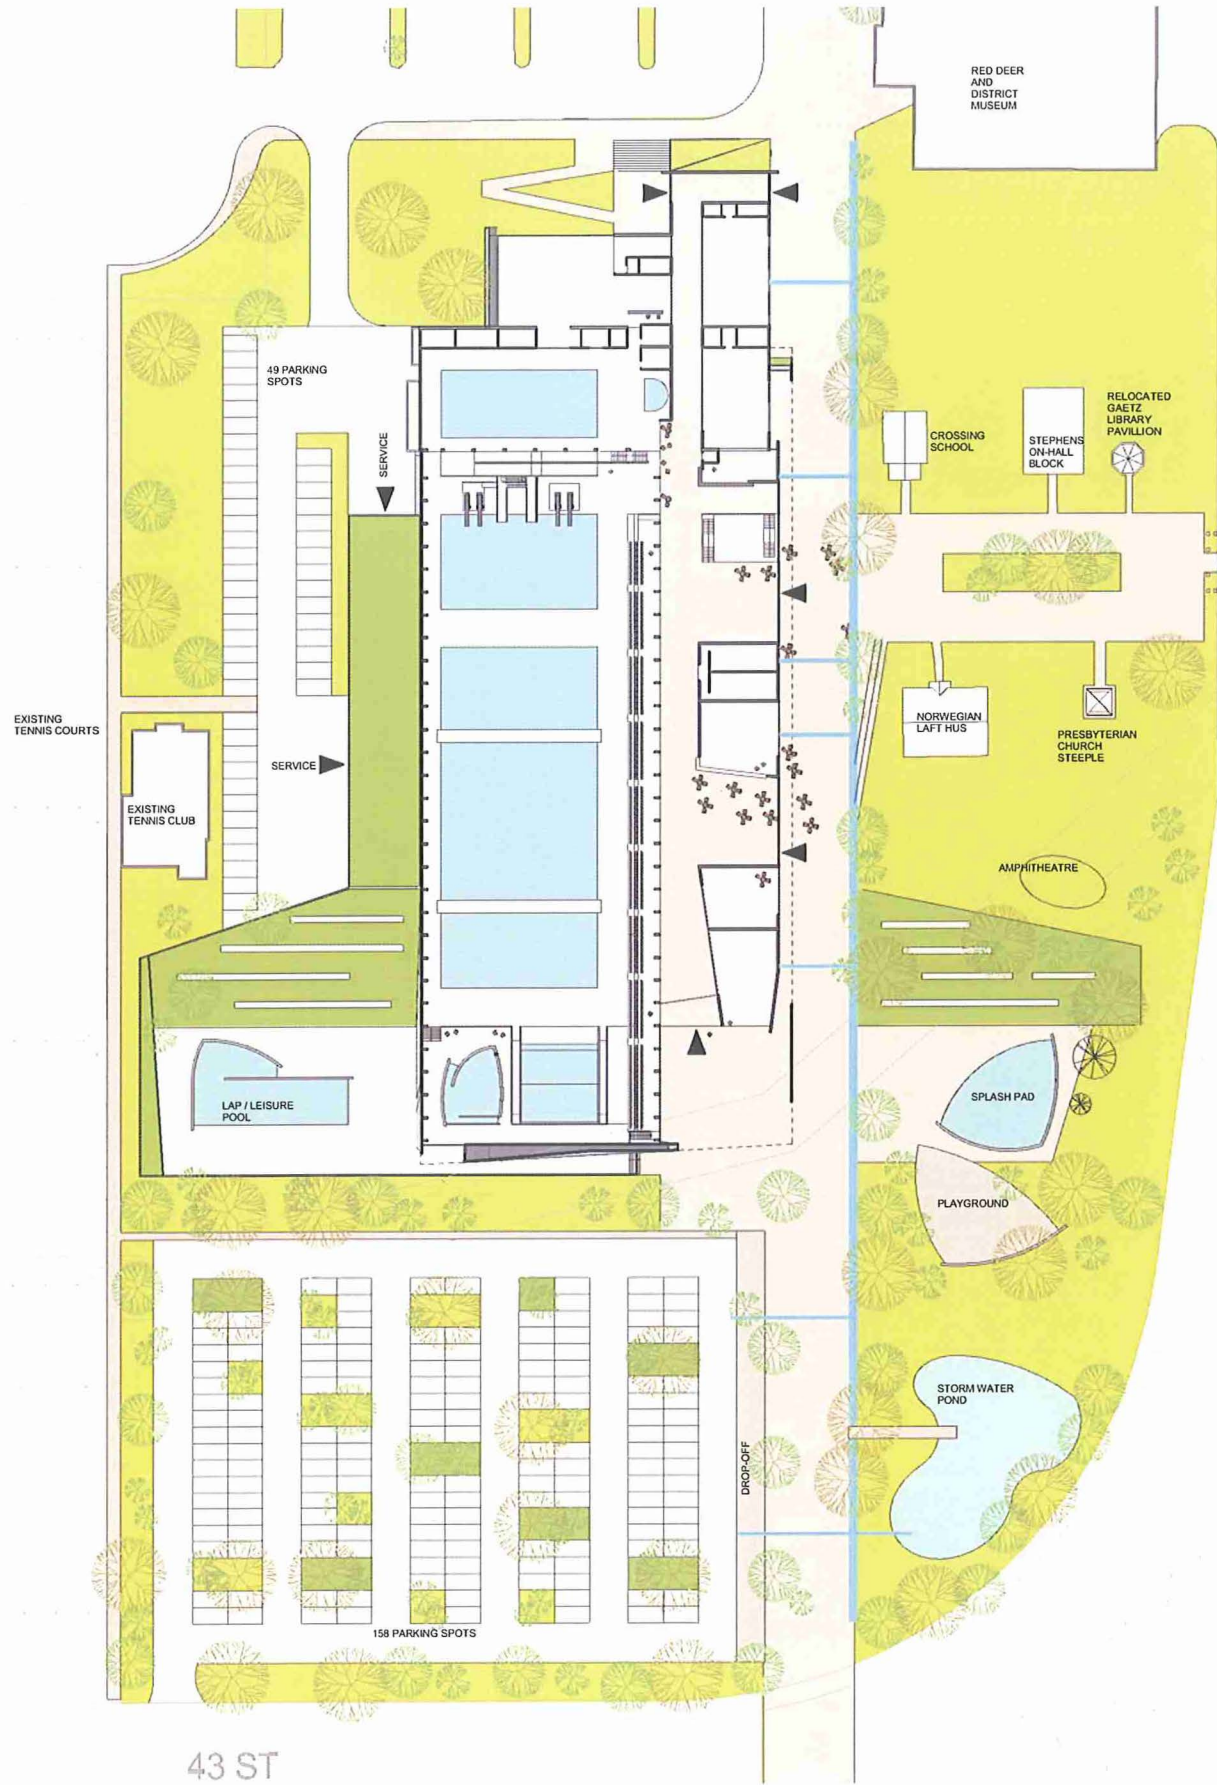 RED DEER
AND
DISTRICT
MUSEUM
49 PARKING
SPOTS
SERVICE
CROSSING
SCHOOL
STEPHENS
ON-HALL
BLOCK
RELOCATED
GAETZ
LIBRARY
PAVILLION
EXISTING
TENNIS COURTS
SERVICE
EXISTING
TENNIS CLUB
NORWEGIAN
LAFT HUS
PRESBYTERIAN
CHURCH
STEEPLE
AMPHITHEATRE
LAP / LEISURE
POOL
SPLASH PAD
PLAYGROUND
STORM WATER
POND
DROP-OFF
158 PARKING SPOTS
43 ST